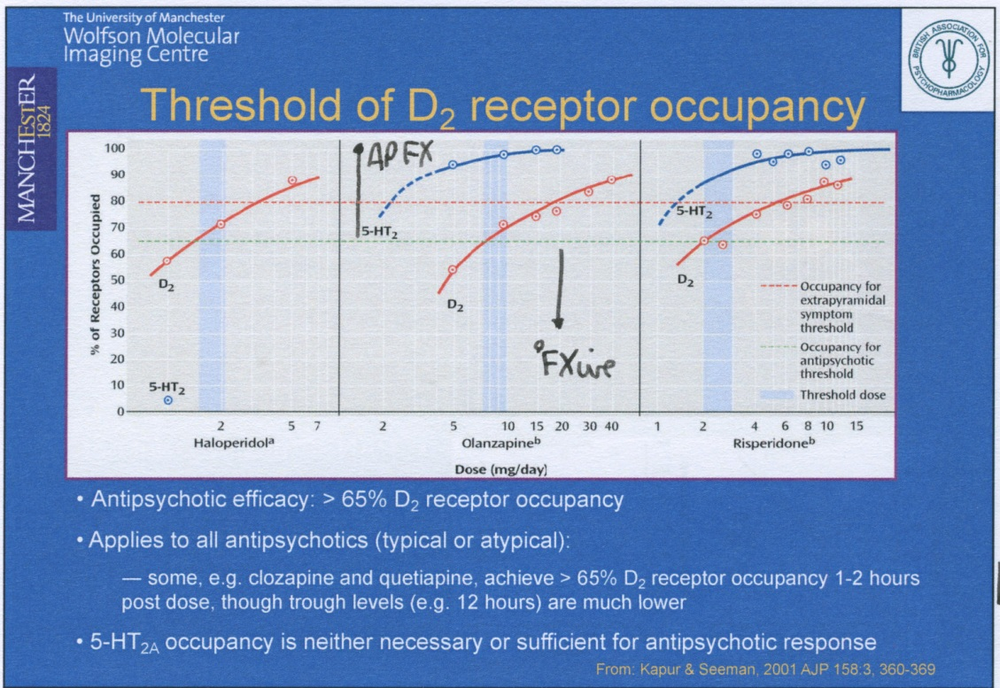 The University of Manchester
Wolfson Molecular
Imaging Centre
MANCHESTER
1824
BRITISH ASSOCIATION FOR
PSYCHOPHARMACOLOGY
Threshold of D₂ receptor occupancy
% of Receptors Occupied
100
90
80
70
60
50
40
30
20
10
0
D₂
5-HT₂
AP FX
5-HT₂
D₂
FXive
5-HT₂
D₂
Occupancy for
extrapyramidal
symptom
threshold
Occupancy for
antipsychotic
threshold
Threshold dose
2 5 7
2 5 10 15 20 30 40
1 2 4 6 8 10 15
Haloperidolᵃ
Olanzapineᵇ
Risperidoneᵇ
Dose (mg/day)
• Antipsychotic efficacy: > 65% D₂ receptor occupancy
• Applies to all antipsychotics (typical or atypical):
— some, e.g. clozapine and quetiapine, achieve > 65% D₂ receptor occupancy 1-2 hours
post dose, though trough levels (e.g. 12 hours) are much lower
• 5-HT₂A occupancy is neither necessary or sufficient for antipsychotic response
From: Kapur & Seeman, 2001 AJP 158:3, 360-369